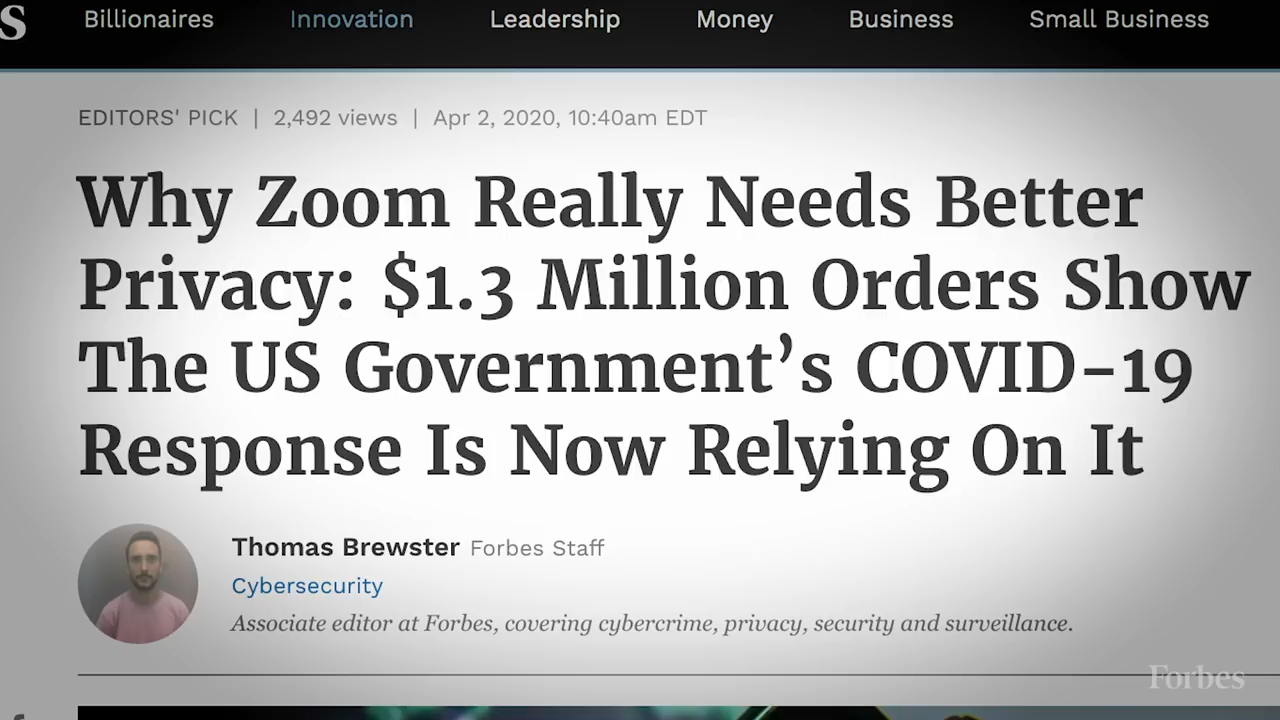 S Billionaires Innovation Leadership Money Business Small Business
EDITORS' PICK | 2,492 views | Apr 2, 2020, 10:40am EDT
Why Zoom Really Needs Better
Privacy: $1.3 Million Orders Show
The US Government’s COVID-19
Response Is Now Relying On It
Thomas Brewster Forbes Staff
Cybersecurity
Associate editor at Forbes, covering cybercrime, privacy, security and surveillance.
Forbes